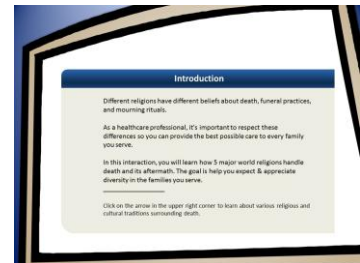 Introduction
Different religions have different beliefs about death, funeral practices,
and mourning rituals.
As a healthcare professional, it's important to respect these
differences so you can provide the best possible care to every family
you serve.
In this interaction, you will learn how 5 major world religions handle
death and its aftermath. The goal is help you expect & appreciate
diversity in the families you serve.
Click on the arrow in the upper right corner to learn about various religious and
cultural traditions surrounding death.